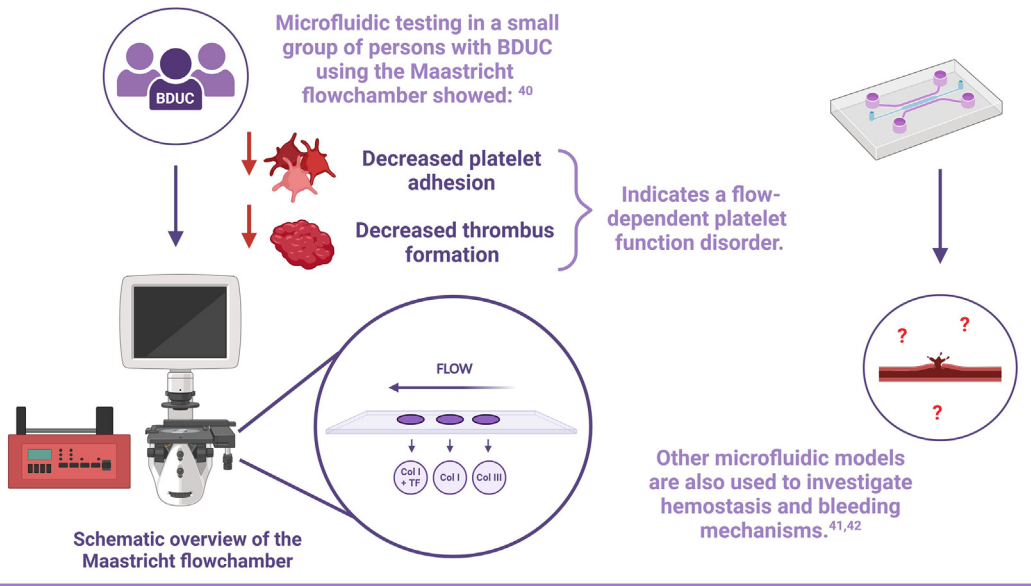 Microfluidic testing in a small
group of persons with BDUC
using the Maastricht
flowchamber showed: 40
BDUC
Decreased platelet
adhesion
Decreased thrombus
formation
Indicates a flow-
dependent platelet
function disorder.
FLOW
Col I
+ TF
Col I
Col III
Schematic overview of the
Maastricht flowchamber
?
?
?
Other microfluidic models
are also used to investigate
hemostasis and bleeding
mechanisms.41,42